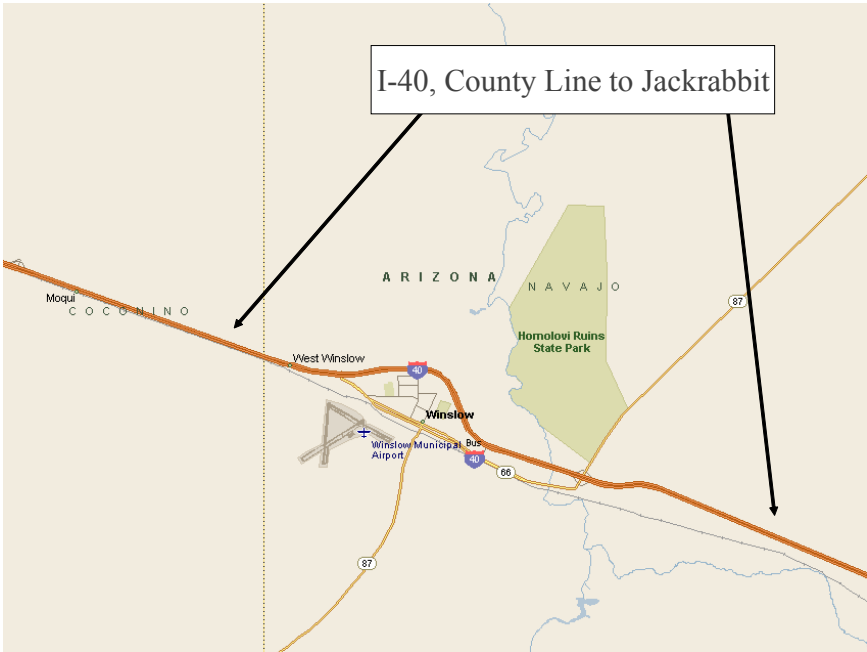 I-40, County Line to Jackrabbit
ARIZONA
NAVAJO
Moqui
COCONINO
87
Homolovi Ruins
State Park
West Winslow
40
Winslow
Bus
Winslow Municipal
Airport
40
66
87